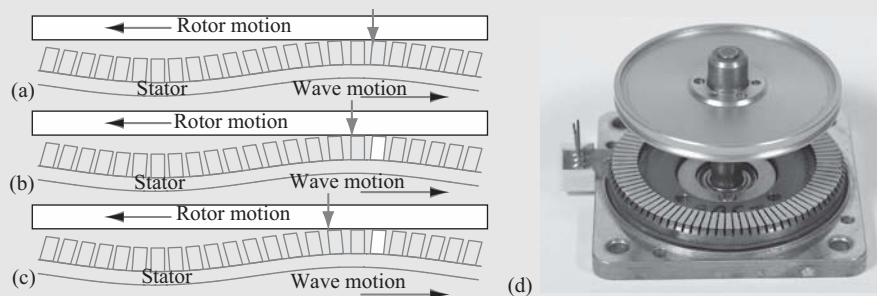 Rotor motion
Stator
Wave motion
(a)
Rotor motion
Stator
Wave motion
(b)
Rotor motion
Stator
Wave motion
(c)
(d)